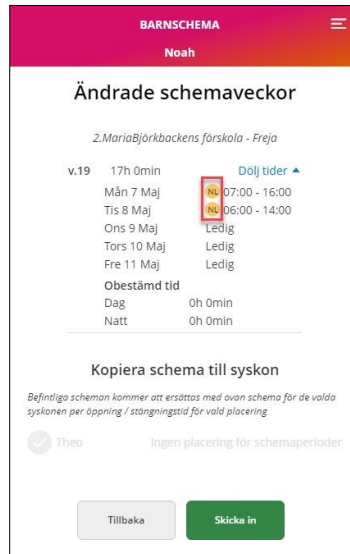 BARNSCHEMA
Noah
Ändrade schemaveckor
2.MariaBjörkbackens förskola - Freja
v.19 17h 0min Dölj tider
Mån 7 Maj NL 07:00 - 16:00
Tis 8 Maj NL 06:00 - 14:00
Ons 9 Maj Ledig
Tors 10 Maj Ledig
Fre 11 Maj Ledig
Obestämd tid
Dag 0h 0min
Natt 0h 0min
Kopiera schema till syskon
Befintliga scheman kommer att ersättas med ovan schema för de valda
syskonen per öppning / stängningstid för vald placering
Theo Ingen placering för schemaperioder
Tillbaka Skicka in